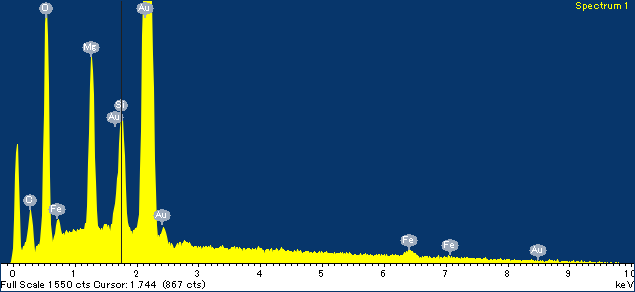 Spectrum 1
O
Au
Mg
Si
Au
O
Fe
Au
Fe
Fe
Au
0 1 2 3 4 5 6 7 8 9 10
Full Scale 1550 cts Cursor: 1.744 (867 cts) keV